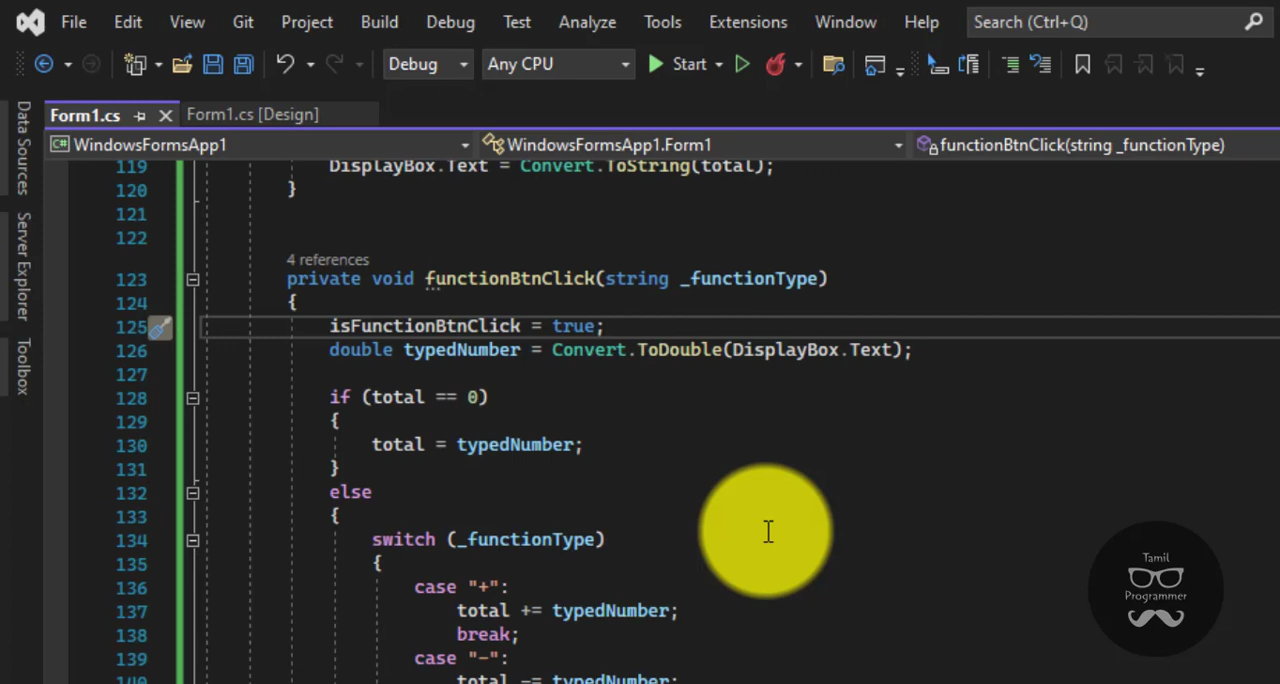 File Edit View Git Project Build Debug Test Analyze Tools Extensions Window Help Search (Ctrl+Q)
Debug Any CPU Start
Form1.cs Form1.cs [Design]
C# WindowsFormsApp1 WindowsFormsApp1.Form1 functionBtnClick(string _functionType)
Data Sources
Server Explorer
Toolbox
119 DisplayBox.Text = Convert.ToString(total);
120 }
121
122
4 references
123 private void functionBtnClick(string _functionType)
124 {
125 isFunctionBtnClick = true;
126 double typedNumber = Convert.ToDouble(DisplayBox.Text);
127
128 if (total == 0)
129 {
130 total = typedNumber;
131 }
132 else
133 {
134 switch (_functionType)
135 {
136 case "+":
137 total += typedNumber;
138 break;
139 case "-":
140 total -= typedNumber;
Tamil
Programmer